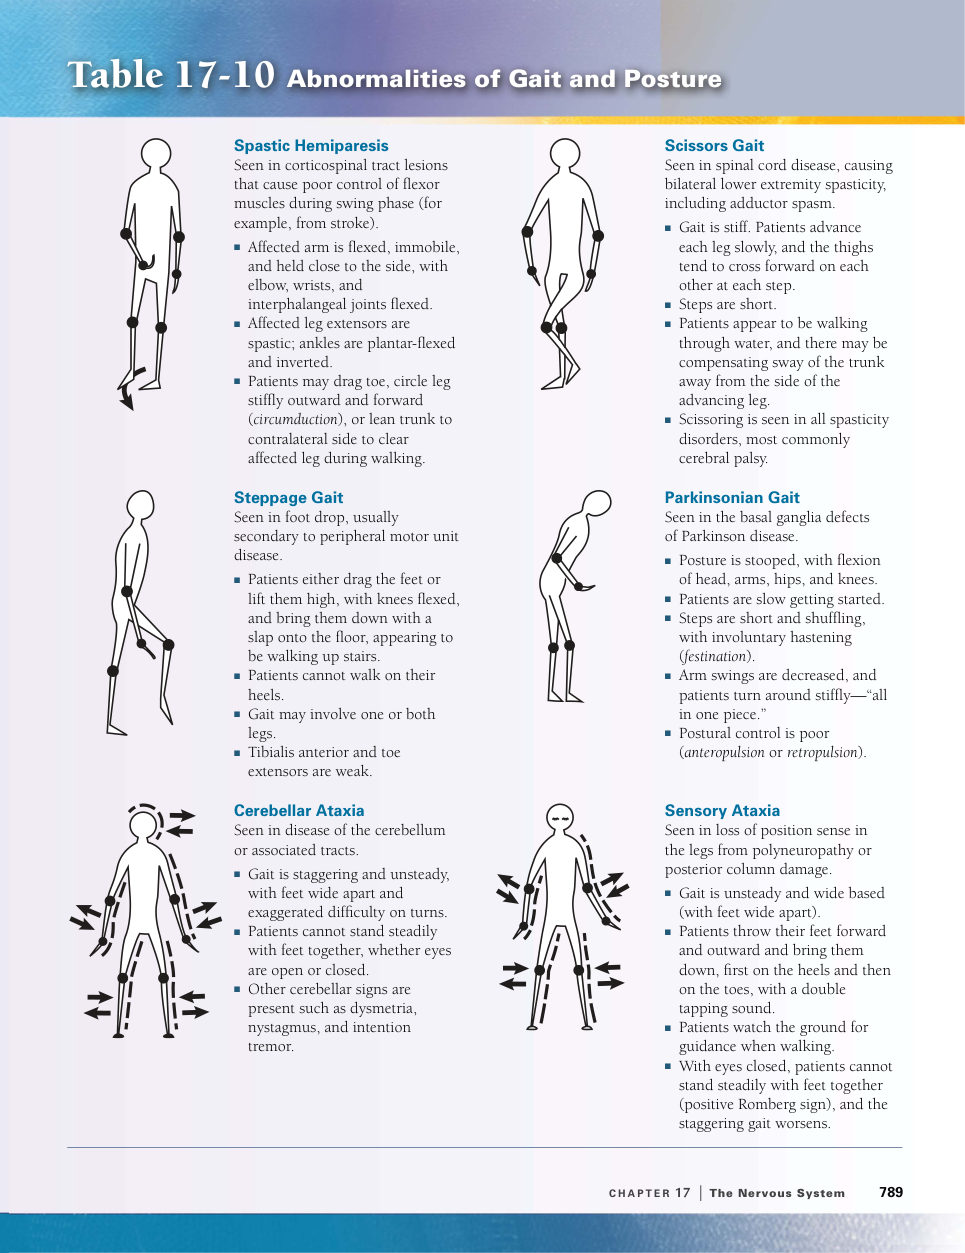 Table 17-10 Abnormalities of Gait and Posture
Spastic Hemiparesis
Seen in corticospinal tract lesions
that cause poor control of flexor
muscles during swing phase (for
example, from stroke).
■ Affected arm is flexed, immobile,
and held close to the side, with
elbow, wrists, and
interphalangeal joints flexed.
■ Affected leg extensors are
spastic; ankles are plantar-flexed
and inverted.
■ Patients may drag toe, circle leg
stiffly outward and forward
(circumduction), or lean trunk to
contralateral side to clear
affected leg during walking.
Scissors Gait
Seen in spinal cord disease, causing
bilateral lower extremity spasticity,
including adductor spasm.
■ Gait is stiff. Patients advance
each leg slowly, and the thighs
tend to cross forward on each
other at each step.
■ Steps are short.
■ Patients appear to be walking
through water, and there may be
compensating sway of the trunk
away from the side of the
advancing leg.
■ Scissoring is seen in all spasticity
disorders, most commonly
cerebral palsy.
Steppage Gait
Seen in foot drop, usually
secondary to peripheral motor unit
disease.
■ Patients either drag the feet or
lift them high, with knees flexed,
and bring them down with a
slap onto the floor, appearing to
be walking up stairs.
■ Patients cannot walk on their
heels.
■ Gait may involve one or both
legs.
■ Tibialis anterior and toe
extensors are weak.
Parkinsonian Gait
Seen in the basal ganglia defects
of Parkinson disease.
■ Posture is stooped, with flexion
of head, arms, hips, and knees.
■ Patients are slow getting started.
■ Steps are short and shuffling,
with involuntary hastening
(festination).
■ Arm swings are decreased, and
patients turn around stiffly—“all
in one piece.”
■ Postural control is poor
(anteropulsion or retropulsion).
Cerebellar Ataxia
Seen in disease of the cerebellum
or associated tracts.
■ Gait is staggering and unsteady,
with feet wide apart and
exaggerated difficulty on turns.
■ Patients cannot stand steadily
with feet together, whether eyes
are open or closed.
■ Other cerebellar signs are
present such as dysmetria,
nystagmus, and intention
tremor.
Sensory Ataxia
Seen in loss of position sense in
the legs from polyneuropathy or
posterior column damage.
■ Gait is unsteady and wide based
(with feet wide apart).
■ Patients throw their feet forward
and outward and bring them
down, first on the heels and then
on the toes, with a double
tapping sound.
■ Patients watch the ground for
guidance when walking.
■ With eyes closed, patients cannot
stand steadily with feet together
(positive Romberg sign), and the
staggering gait worsens.
CHAPTER 17 | The Nervous System 789